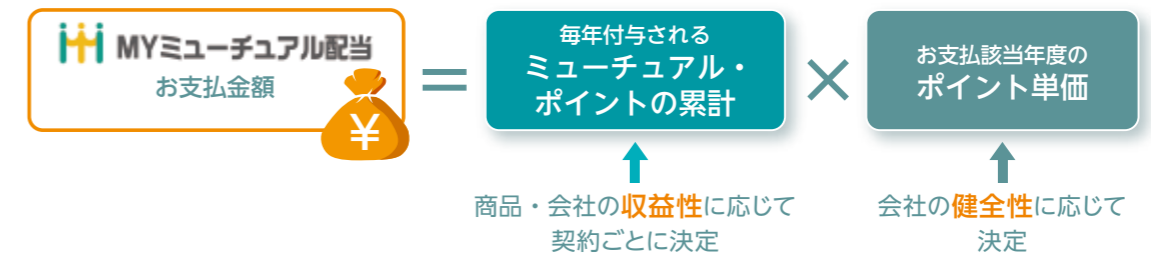 MYミューチュアル配当
お支払金額
¥
=
毎年付与される
ミューチュアル・
ポイントの累計
×
お支払該当年度の
ポイント単価
商品・会社の収益性に応じて
契約ごとに決定
会社の健全性に応じて
決定